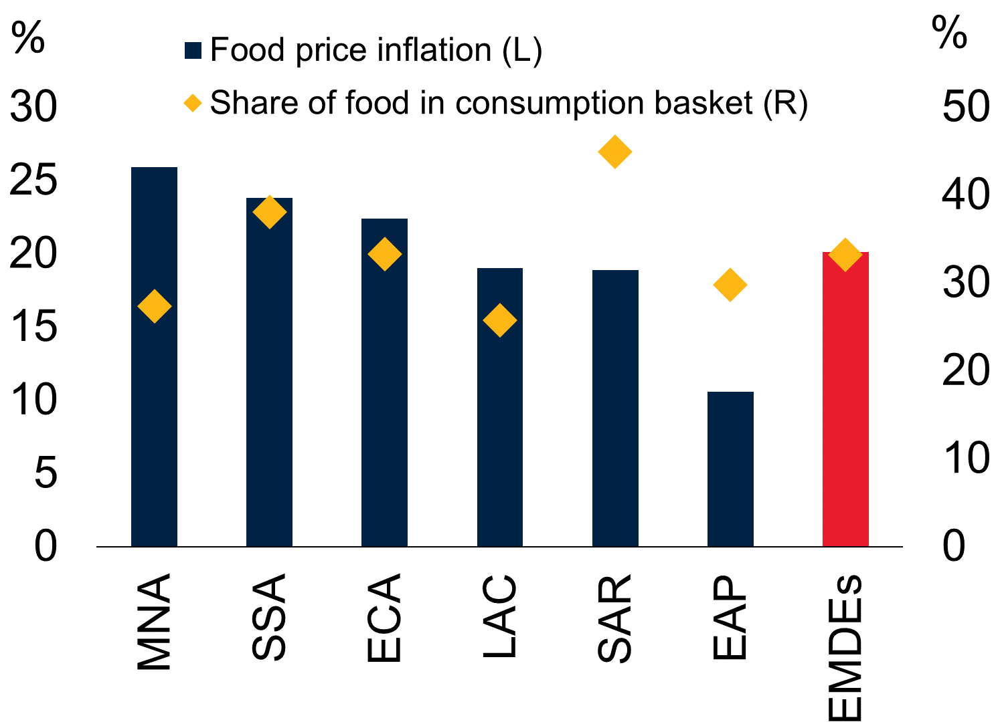 %
%
Food price inflation (L)
Share of food in consumption basket (R)
30
25
20
15
10
5
0
50
40
30
20
10
0
MNA
SSA
ECA
LAC
SAR
EAP
EMDEs